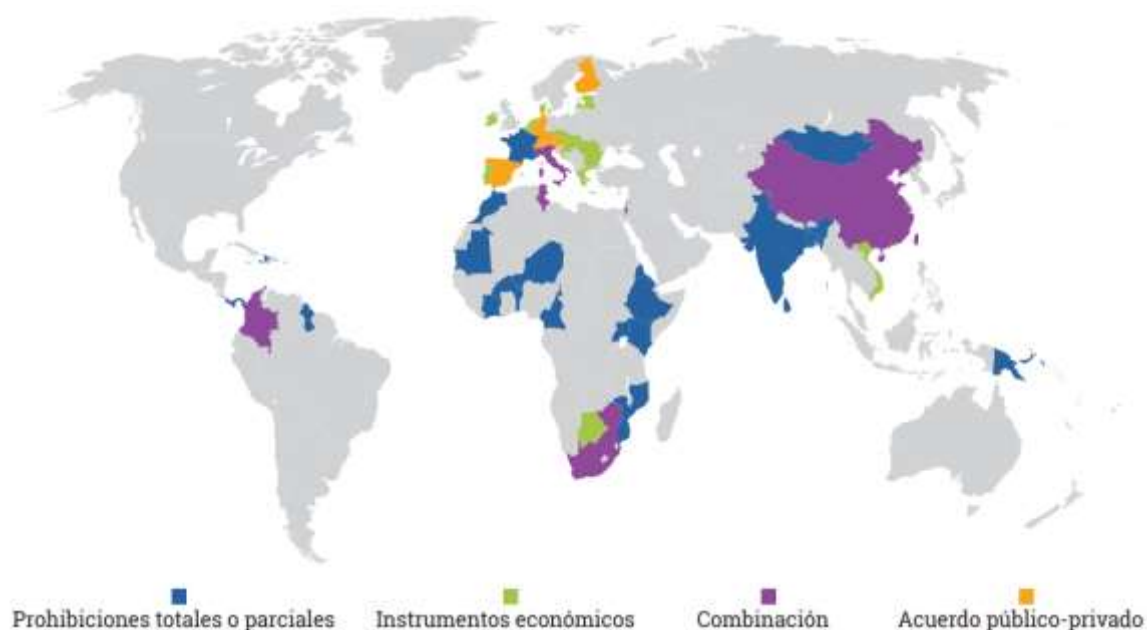 Prohibiciones totales o parciales
Instrumentos económicos
Combinación
Acuerdo público-privado